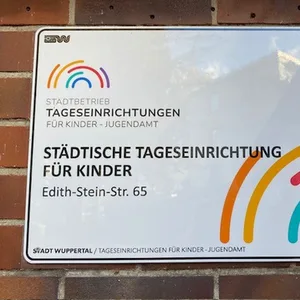 STADTBETRIEB
TAGESEINRICHTUNGEN
FÜR KINDER - JUGENDAMT
STÄDTISCHE TAGESEINRICHTUNG
FÜR KINDER
Edith-Stein-Str. 65
STADT WUPPERTAL / TAGESEINRICHTUNGEN FÜR KINDER - JUGENDAMT